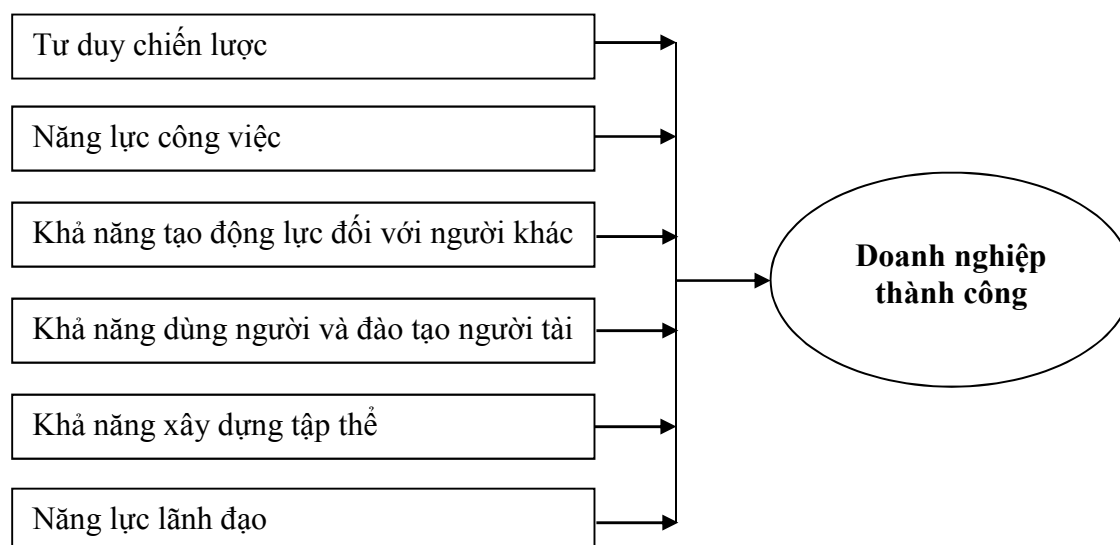 Tư duy chiến lược
Năng lực công việc
Khả năng tạo động lực đối với người khác
Khả năng dùng người và đào tạo người tài
Khả năng xây dựng tập thể
Năng lực lãnh đạo
Doanh nghiệp
thành công